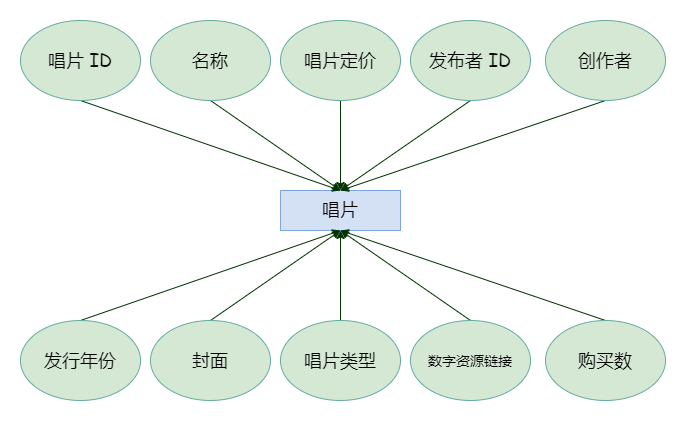 唱片 ID
名称
唱片定价
发布者 ID
创作者
唱片
发行年份
封面
唱片类型
数字资源链接
购买数